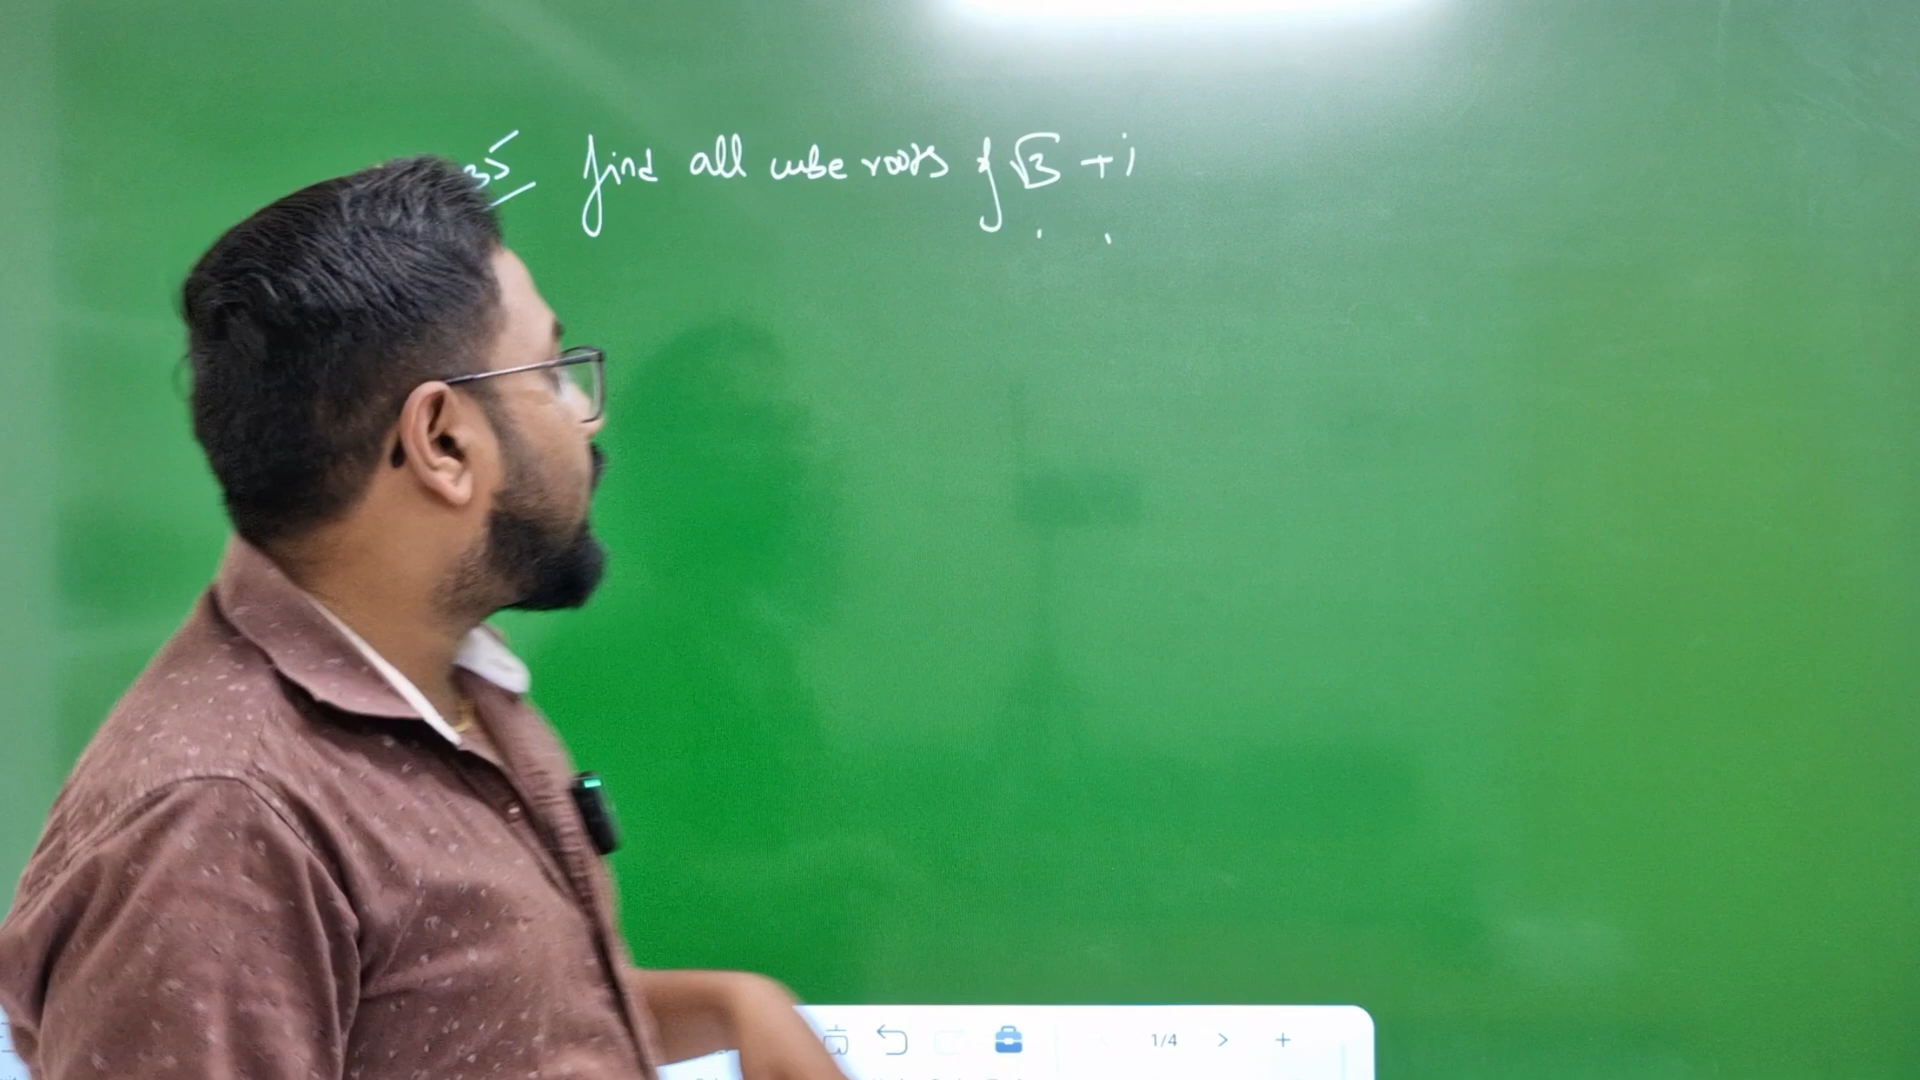 35 find all cube roots of √3 + i
1/4 > +